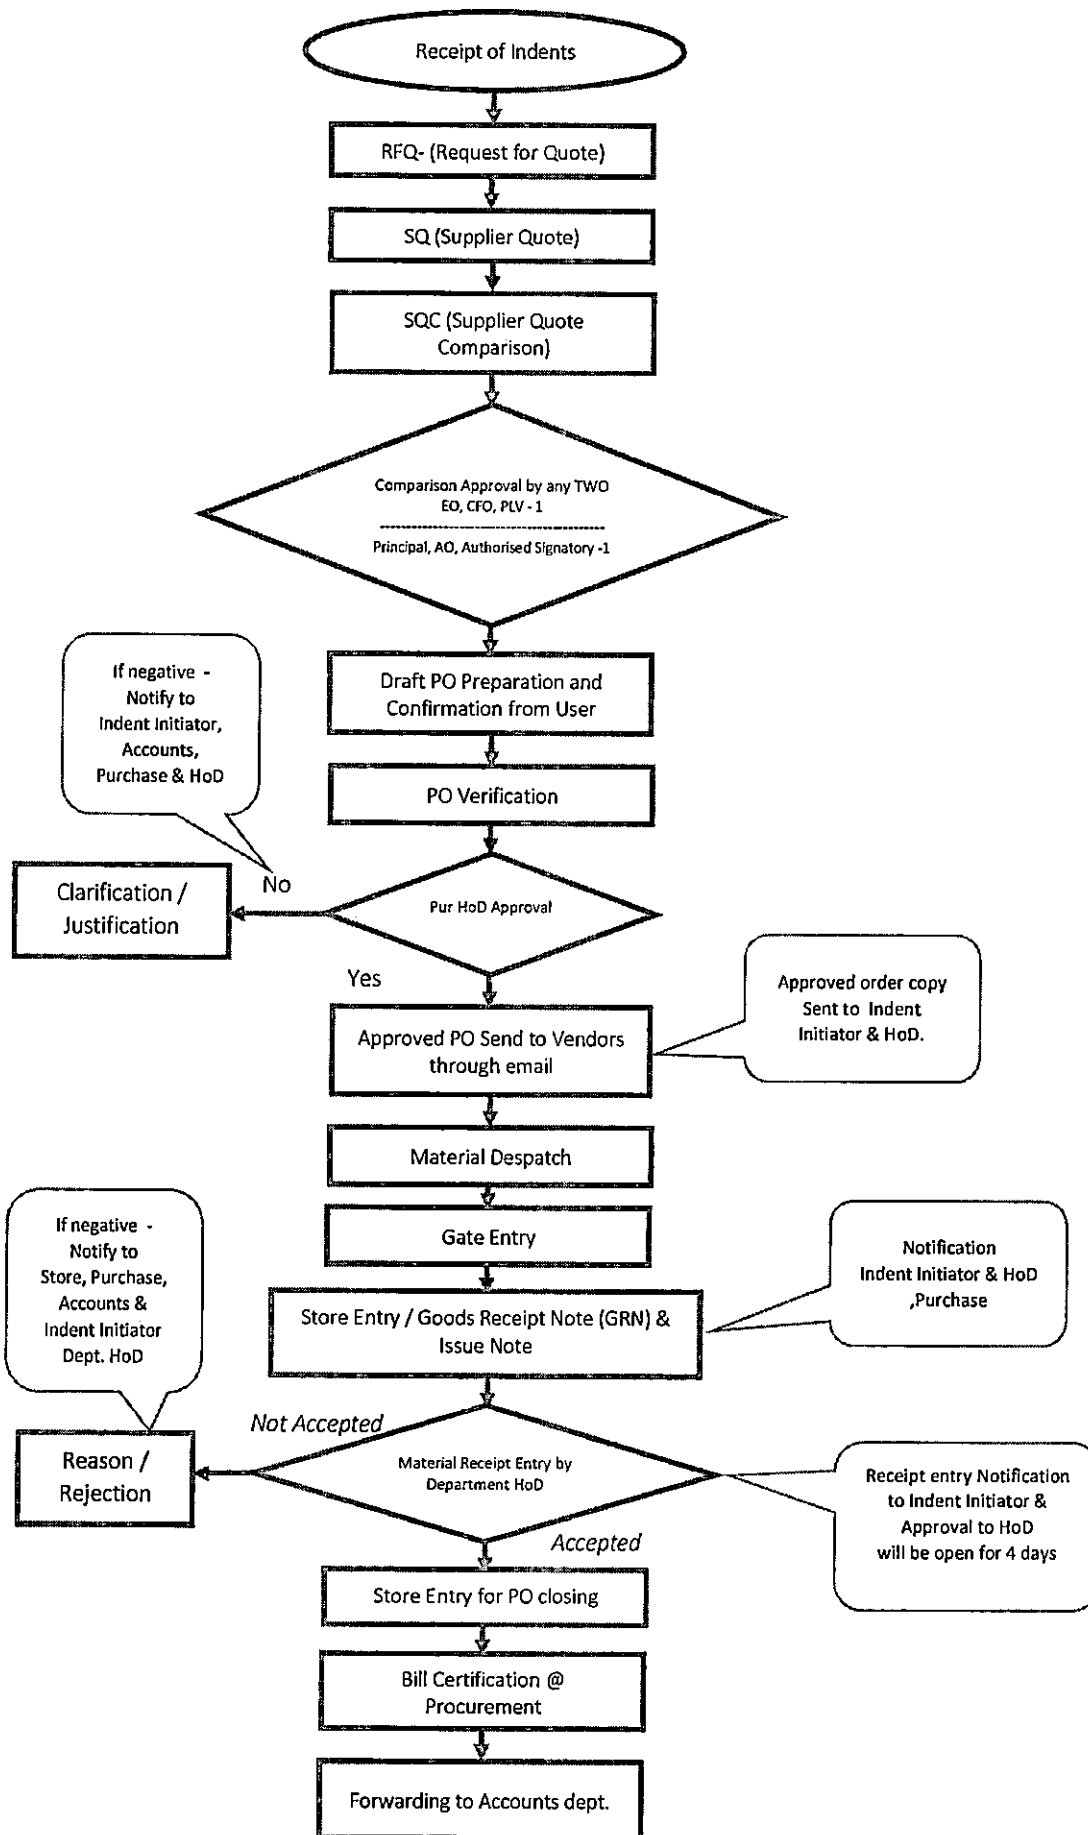 Receipt of Indents
RFQ- (Request for Quote)
SQ (Supplier Quote)
SQC (Supplier Quote
Comparison)
Comparison Approval by any TWO
EO, CFO, PLV - 1
----------------------------------------
Principal, AO, Authorised Signatory -1
If negative -
Notify to
Indent Initiator,
Accounts,
Purchase & HoD
Draft PO Preparation and
Confirmation from User
PO Verification
No
Clarification /
Justification
Pur HoD Approval
Yes
Approved order copy
Sent to Indent
Initiator & HoD.
Approved PO Send to Vendors
through email
Material Despatch
Gate Entry
If negative -
Notify to
Store, Purchase,
Accounts &
Indent Initiator
Dept. HoD
Notification
Indent Initiator & HoD
,Purchase
Store Entry / Goods Receipt Note (GRN) &
Issue Note
Not Accepted
Reason /
Rejection
Material Receipt Entry by
Department HoD
Receipt entry Notification
to Indent Initiator &
Approval to HoD
will be open for 4 days
Accepted
Store Entry for PO closing
Bill Certification @
Procurement
Forwarding to Accounts dept.